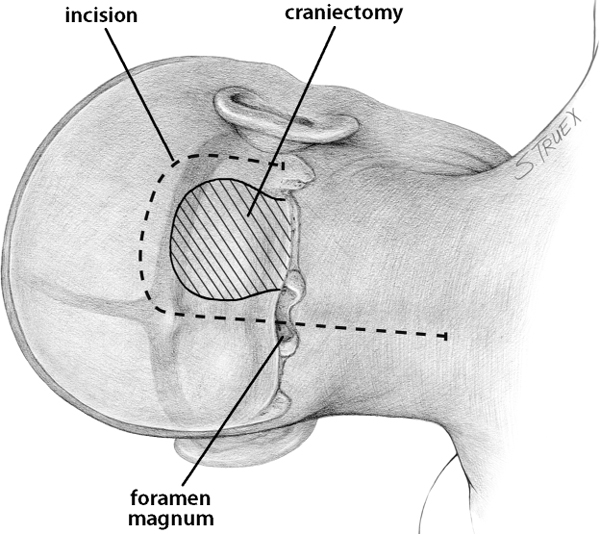 incision
craniectomy
S. TRUEX
foramen
magnum